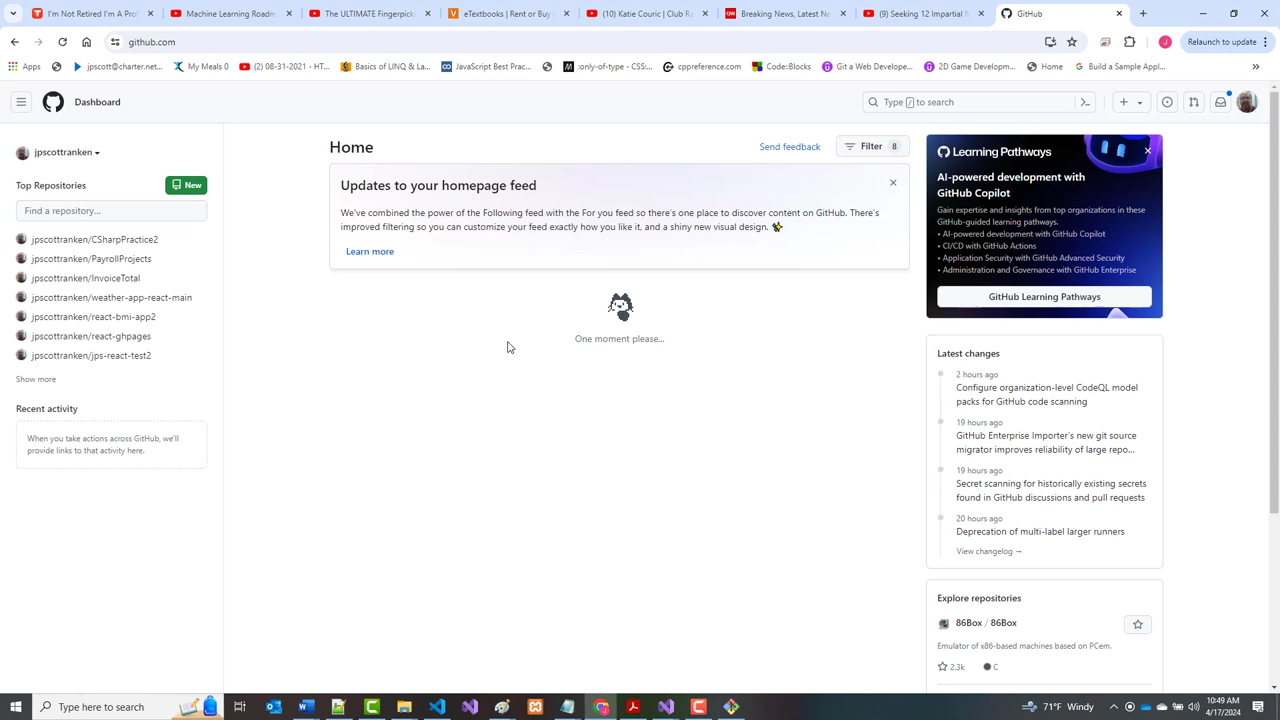 I'm Not Retired I'm a Prof
Machine Learning Roadm
The ULTIMATE Fingerpicki
eTextbooks | Rent or Buy
(10) Katie Couric | Club Ra
Breaking News, Latest Ne
(9) Seeking 12 Impartial
GitHub
github.com
Relaunch to update
Apps
jpscott@charter.net...
My Meals 0
(2) 08-31-2021 - HT...
Basics of LINQ & La...
JavaScript Best Prac...
:only-of-type - CSS:...
cppreference.com
Code::Blocks
Git a Web Develope...
2D Game Developm...
Home
Build a Sample Appl...
Dashboard
Type / to search
jpscottranken
Top Repositories
New
Find a repository...
jpscottranken/CSharpPractice2
jpscottranken/PayrollProjects
jpscottranken/InvoiceTotal
jpscottranken/weather-app-react-main
jpscottranken/react-bmi-app2
jpscottranken/react-ghpages
jpscottranken/jps-react-test2
Show more
Recent activity
When you take actions across GitHub, we'll
provide links to that activity here.
Home
Send feedback
Filter 8
Updates to your homepage feed
We've combined the power of the Following feed with the For you feed so there's one place to discover content on GitHub. There's
improved filtering so you can customize your feed exactly how you like it, and a shiny new visual design. ✨
Learn more
One moment please...
Learning Pathways
AI-powered development with
GitHub Copilot
Gain expertise and insights from top organizations in these
GitHub-guided learning pathways.
• AI-powered development with GitHub Copilot
• CI/CD with GitHub Actions
• Application Security with GitHub Advanced Security
• Administration and Governance with GitHub Enterprise
GitHub Learning Pathways
Latest changes
2 hours ago
Configure organization-level CodeQL model
packs for GitHub code scanning
19 hours ago
GitHub Enterprise Importer's new git source
migrator improves reliability of large repo...
19 hours ago
Secret scanning for historically existing secrets
found in GitHub discussions and pull requests
20 hours ago
Deprecation of multi-label larger runners
View changelog →
Explore repositories
86Box / 86Box
Emulator of x86-based machines based on PCem.
2.3k
C
Type here to search
71°F Windy
10:49 AM
4/17/2024